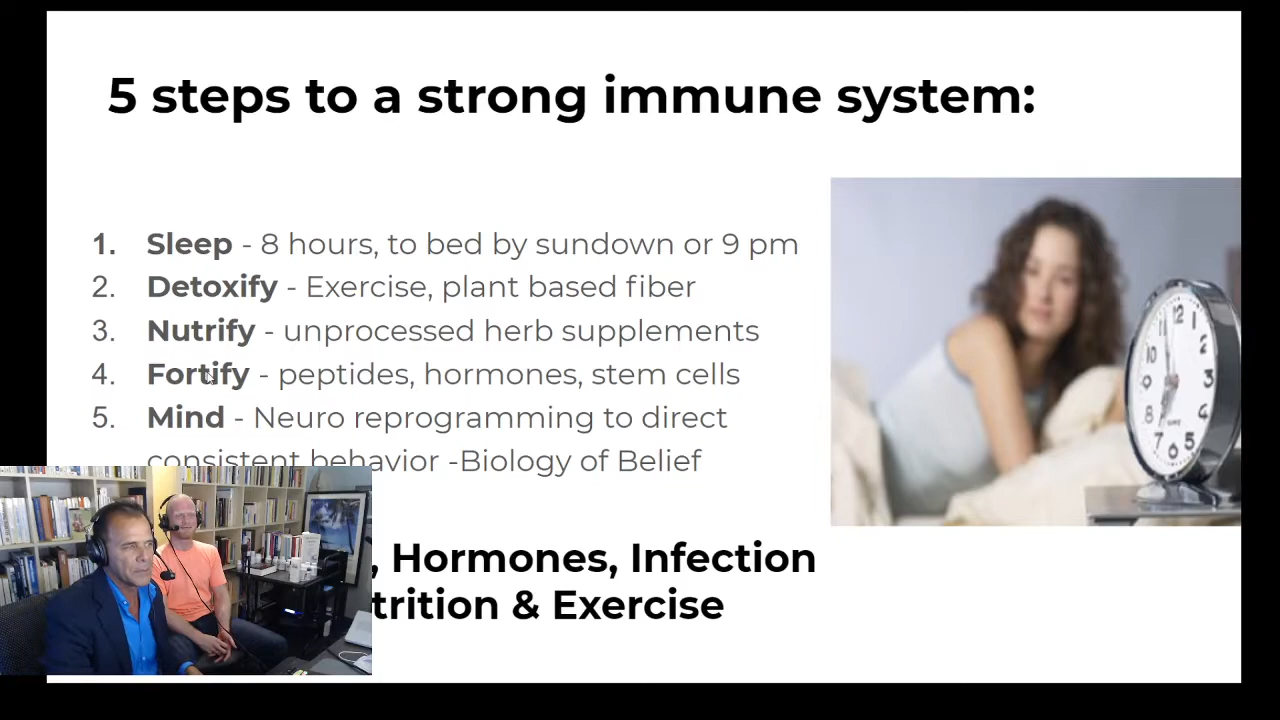 5 steps to a strong immune system:
1. Sleep - 8 hours, to bed by sundown or 9 pm
2. Detoxify - Exercise, plant based fiber
3. Nutrify - unprocessed herb supplements
4. Fortify - peptides, hormones, stem cells
5. Mind - Neuro reprogramming to direct
consistent behavior -Biology of Belief
, Hormones, Infection
trition & Exercise